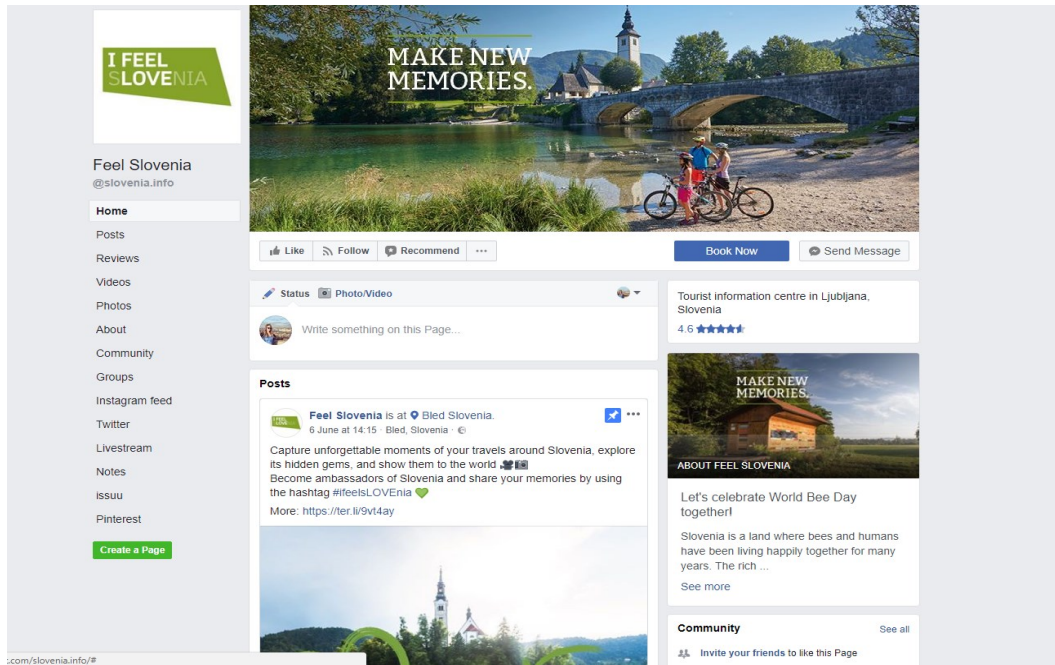 I FEEL
SLOVENIA
MAKE NEW
MEMORIES.
Feel Slovenia
@slovenia.info
Home
Posts
Reviews
Videos
Photos
About
Community
Groups
Instagram feed
Twitter
Livestream
Notes
issuu
Pinterest
Create a Page
Like Follow Recommend ...
Book Now Send Message
Status Photo/Video
Write something on this Page...
Posts
Feel Slovenia is at Bled Slovenia.
6 June at 14:15 · Bled, Slovenia ·
Capture unforgettable moments of your travels around Slovenia, explore
its hidden gems, and show them to the world 🎥📷
Become ambassadors of Slovenia and share your memories by using
the hashtag #ifeelsLOVEnia 💚
More: https://ter.li/9vt4ay
Tourist information centre in Ljubljana,
Slovenia
4.6 ★★★★★
MAKE NEW
MEMORIES.
ABOUT FEEL SLOVENIA
Let's celebrate World Bee Day
together!
Slovenia is a land where bees and humans
have been living happily together for many
years. The rich ...
See more
Community See all
Invite your friends to like this Page
.com/slovenia.info/#